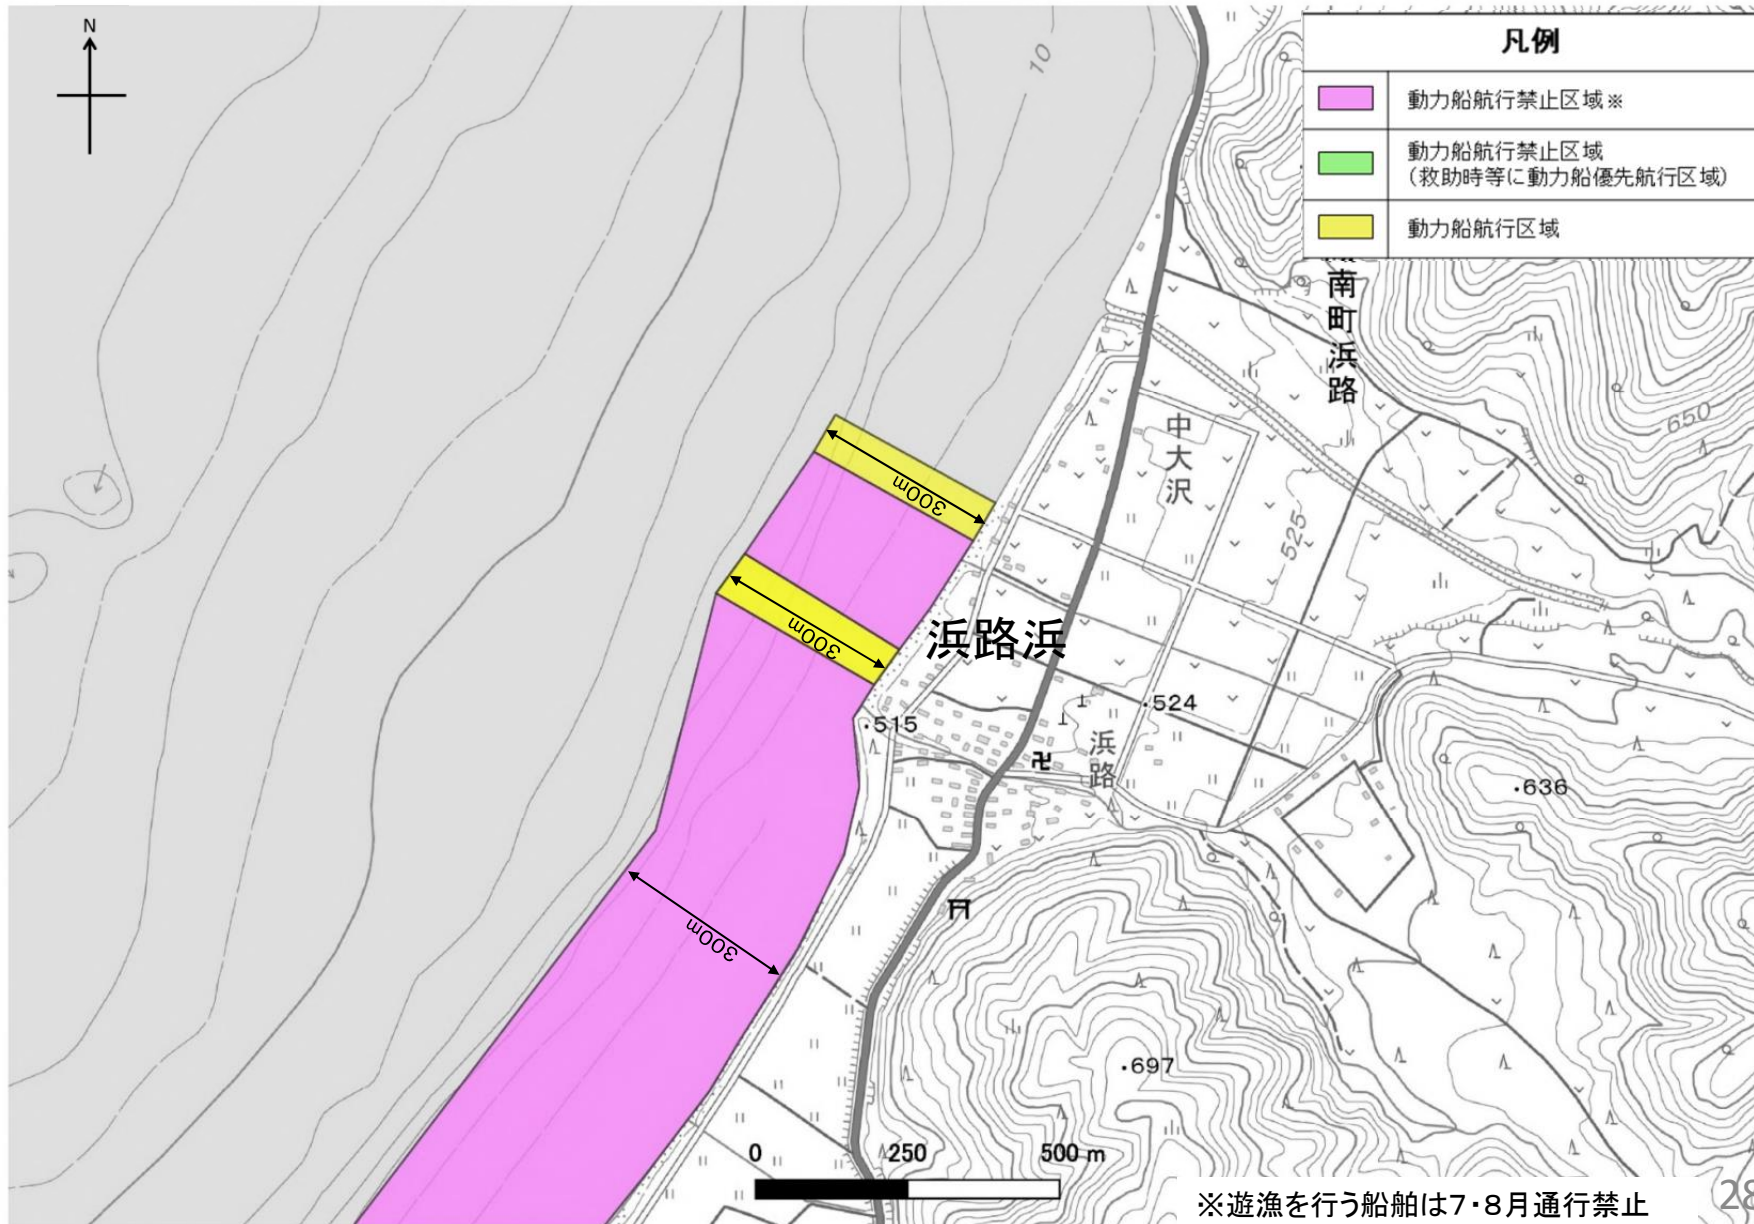 N
10
凡例
動力船航行禁止区域※
動力船航行禁止区域
(救助時等に動力船優先航行区域)
動力船航行区域
南町浜路
650
中大沢
525
300m
300m
浜路浜
524
515
浜路
636
300m
697
0 250 500 m
※遊漁を行う船舶は7・8月通行禁止
28